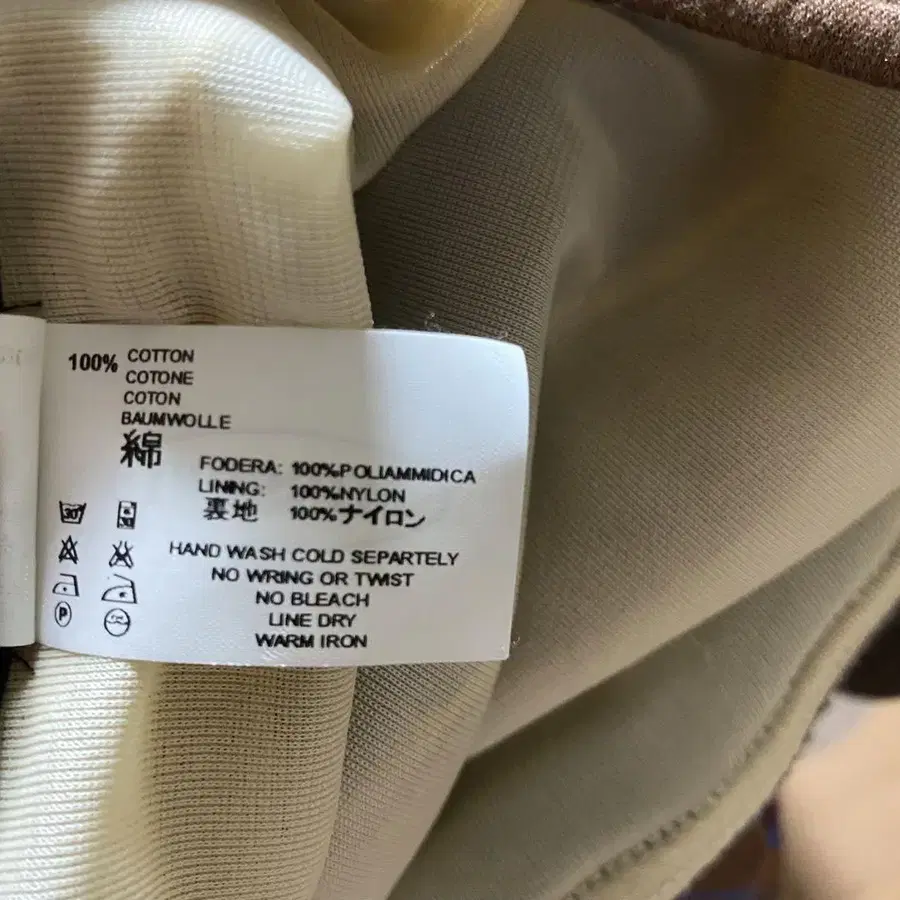 100% COTTON
COTONE
COTON
BAUMWOLLE
綿
FODERA: 100%POLIAMMIDICA
LINING: 100%NYLON
裏地 100%ナイロン
30
P
HAND WASH COLD SEPARTELY
NO WRING OR TWIST
NO BLEACH
LINE DRY
WARM IRON